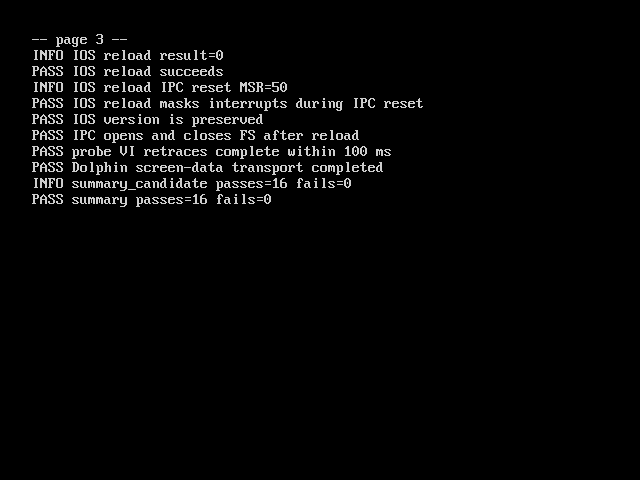 -- page 3 --
INFO IOS reload result=0
PASS IOS reload succeeds
INFO IOS reload IPC reset MSR=50
PASS IOS reload masks interrupts during IPC reset
PASS IOS version is preserved
PASS IPC opens and closes FS after reload
PASS probe VI retraces complete within 100 ms
PASS Dolphin screen-data transport completed
INFO summary_candidate passes=16 fails=0
PASS summary passes=16 fails=0